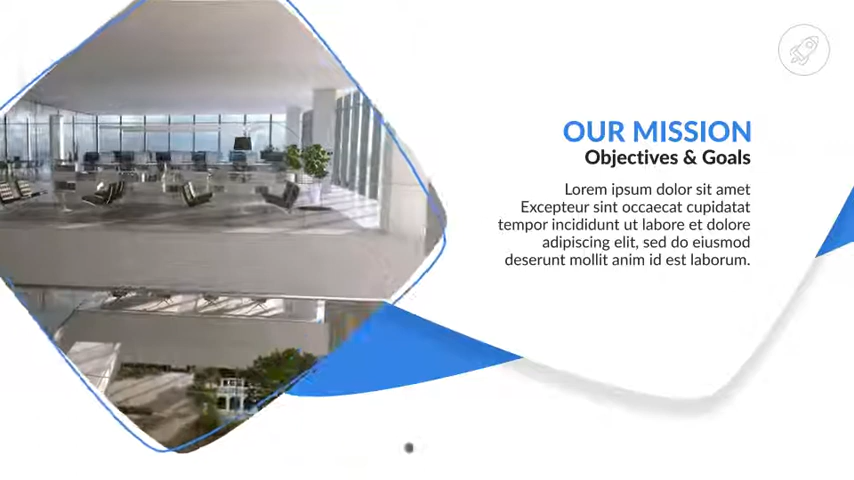 OUR MISSION
Objectives & Goals
Lorem ipsum dolor sit amet
Excepteur sint occaecat cupidatat
tempor incididunt ut labore et dolore
adipiscing elit, sed do eiusmod
deserunt mollit anim id est laborum.